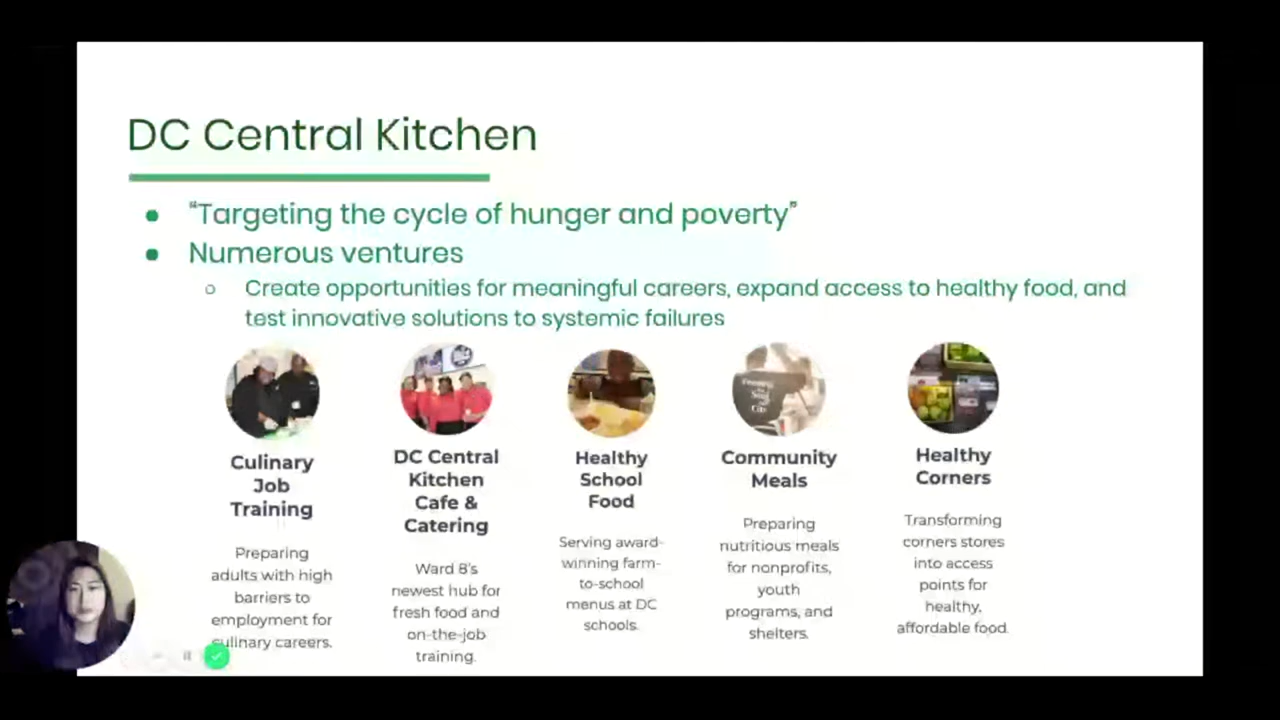 DC Central Kitchen
“Targeting the cycle of hunger and poverty”
Numerous ventures
Create opportunities for meaningful careers, expand access to healthy food, and
test innovative solutions to systemic failures
Culinary
Job
Training
Preparing
adults with high
barriers to
employment for
culinary careers.
DC Central
Kitchen
Cafe &
Catering
Ward 8's
newest hub for
fresh food and
on-the-job
training.
Healthy
School
Food
Serving award-
winning farm-
to-school
menus at DC
schools.
Community
Meals
Preparing
nutritious meals
for nonprofits,
youth
programs, and
shelters.
Healthy
Corners
Transforming
corners stores
into access
points for
healthy,
affordable food.